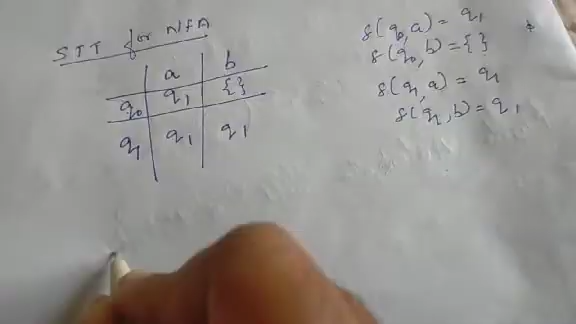 STT for NFA
a b
q₀ q₁ { }
q₁ q₁ q₁
δ(q₀, a) = q₁
δ(q₀, b) = { }
δ(q₁, a) = q₁
δ(q₁, b) = q₁